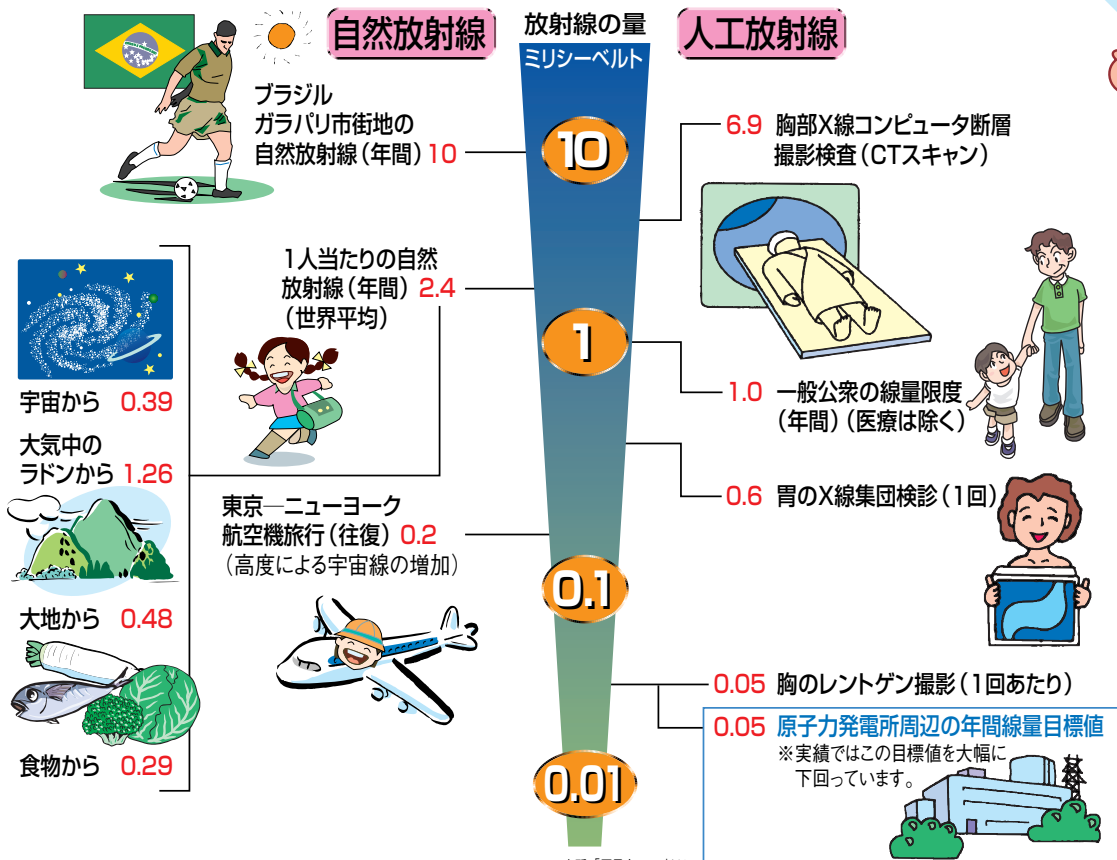 自然放射線
放射線の量
ミリシーベルト
人工放射線
ブラジル
ガラパリ市街地の
自然放射線(年間) 10
10
6.9 胸部X線コンピュータ断層
撮影検査(CTスキャン)
1人当たりの自然
放射線(年間) 2.4
(世界平均)
1
宇宙から 0.39
大気中の
ラドンから 1.26
大地から 0.48
食物から 0.29
1.0 一般公衆の線量限度
(年間)(医療は除く)
0.6 胃のX線集団検診(1回)
東京―ニューヨーク
航空機旅行(往復) 0.2
(高度による宇宙線の増加)
0.1
0.05 胸のレントゲン撮影(1回あたり)
0.05 原子力発電所周辺の年間線量目標値
※実績ではこの目標値を大幅に
下回っています。
0.01